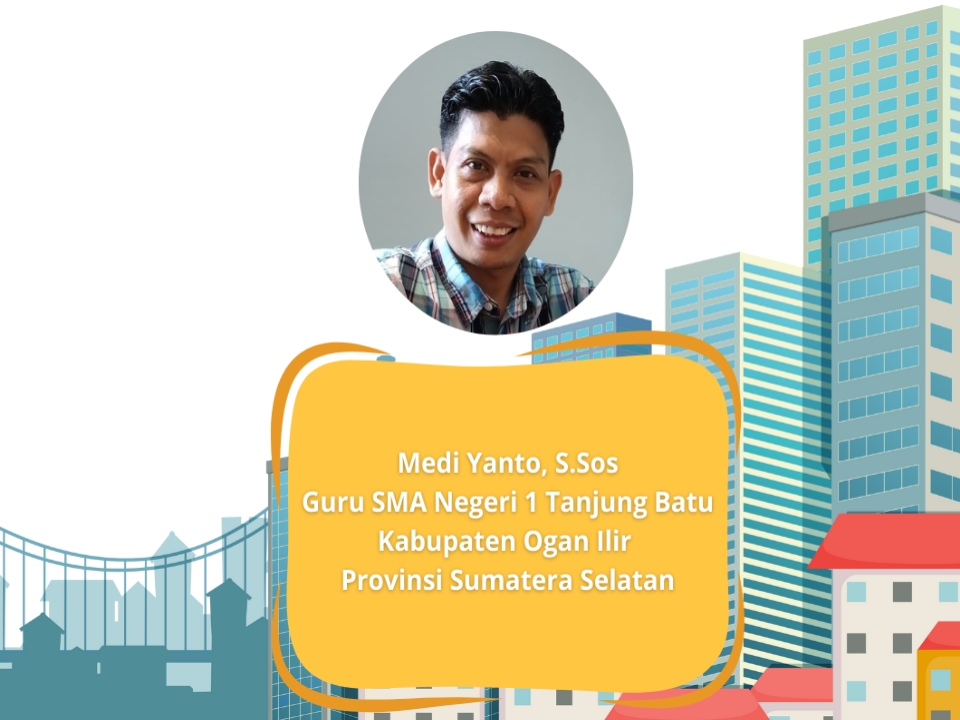 Medi Yanto, S.Sos
Guru SMA Negeri 1 Tanjung Batu
Kabupaten Ogan Ilir
Provinsi Sumatera Selatan